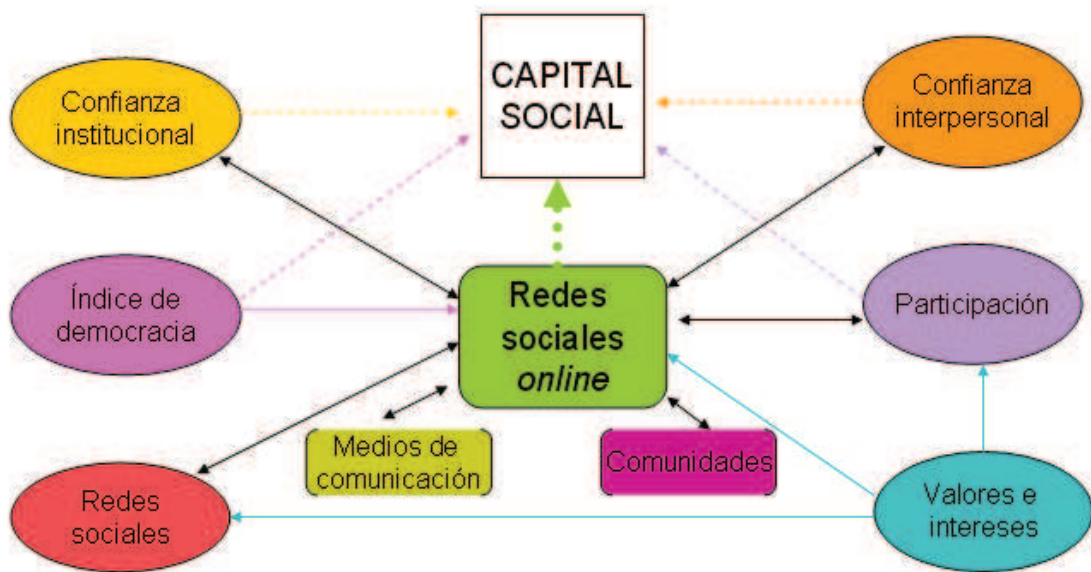 Confianza
institucional
CAPITAL
SOCIAL
Confianza
interpersonal
Índice de
democracia
Redes
sociales
online
Participación
Medios de
comunicación
Comunidades
Redes
sociales
Valores e
intereses